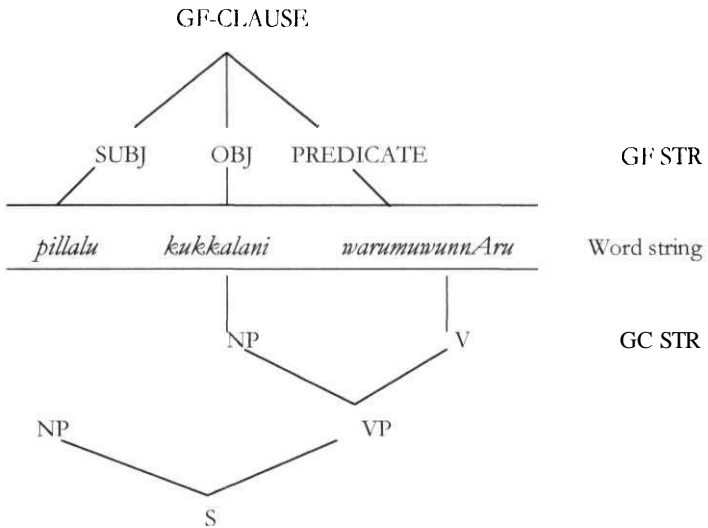 GF-CLAUSE
SUBJ OBJ PREDICATE GF STR
pillalu kukkalani warumuwunnAru Word string
NP V GC STR
NP VP
S